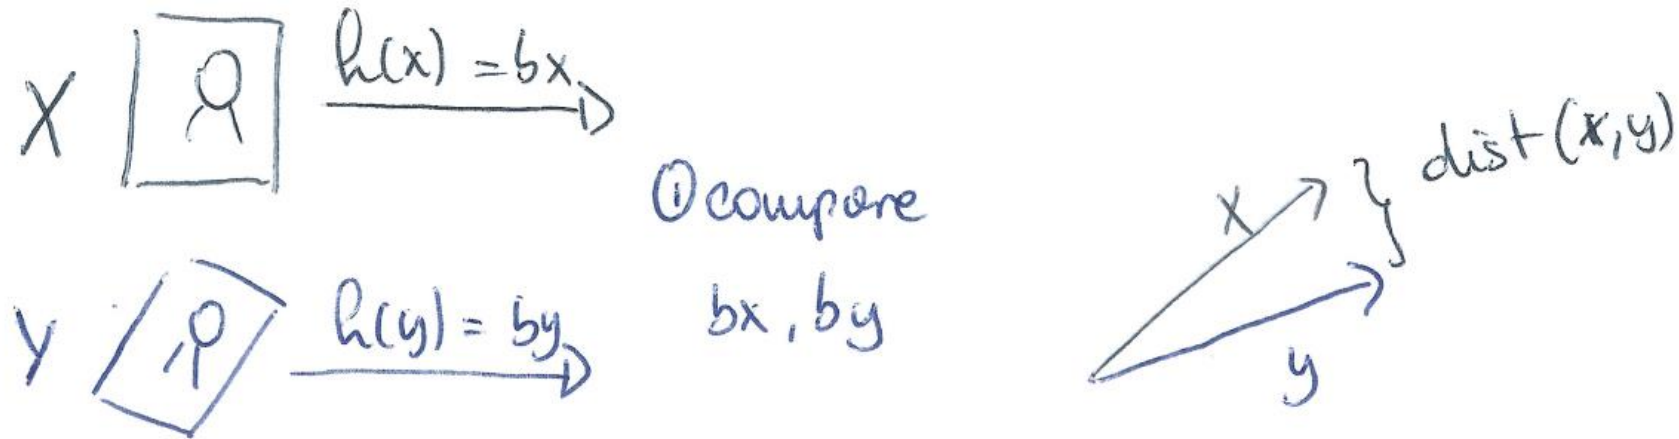 X
h(x) = bx
① compare
bx, by
Y
h(y) = by
X
y
dist(x,y)